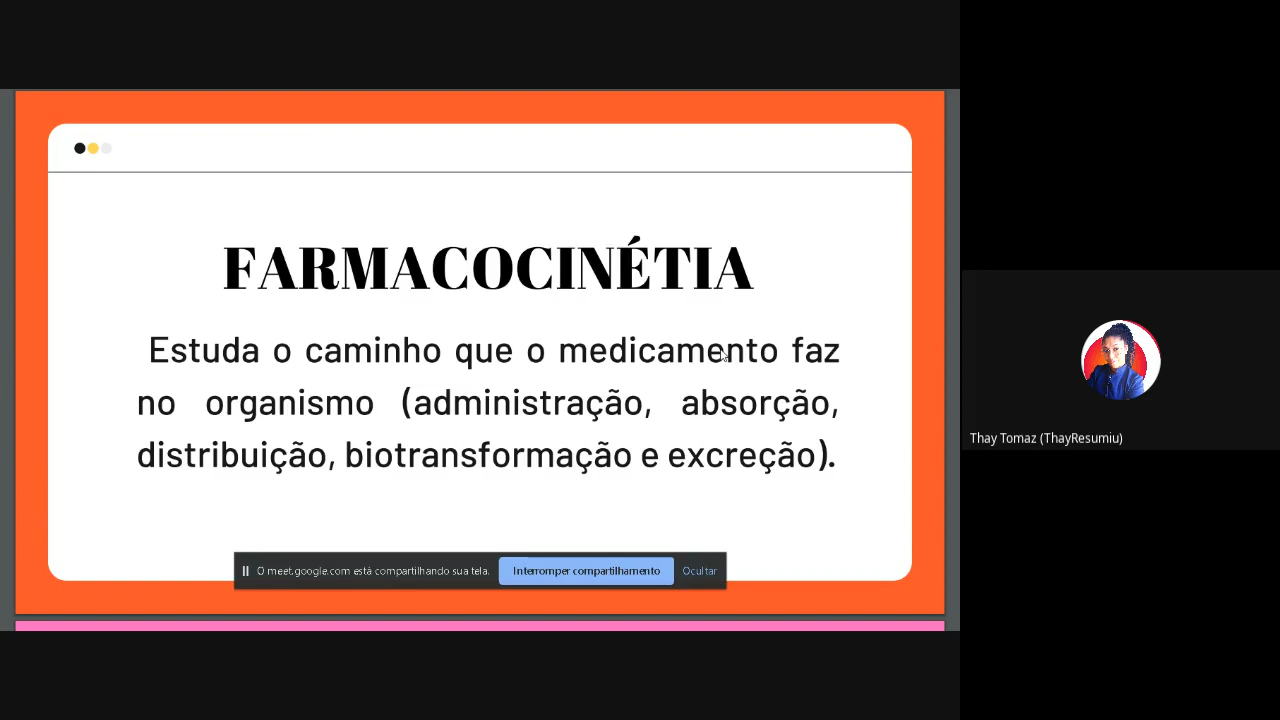 FARMACOCINÉTIA
Estuda o caminho que o medicamento faz
no organismo (administração, absorção,
distribuição, biotransformação e excreção).
O meet.google.com está compartilhando sua tela.
Interromper compartilhamento
Ocultar
Thay Tomaz (ThayResumiu)